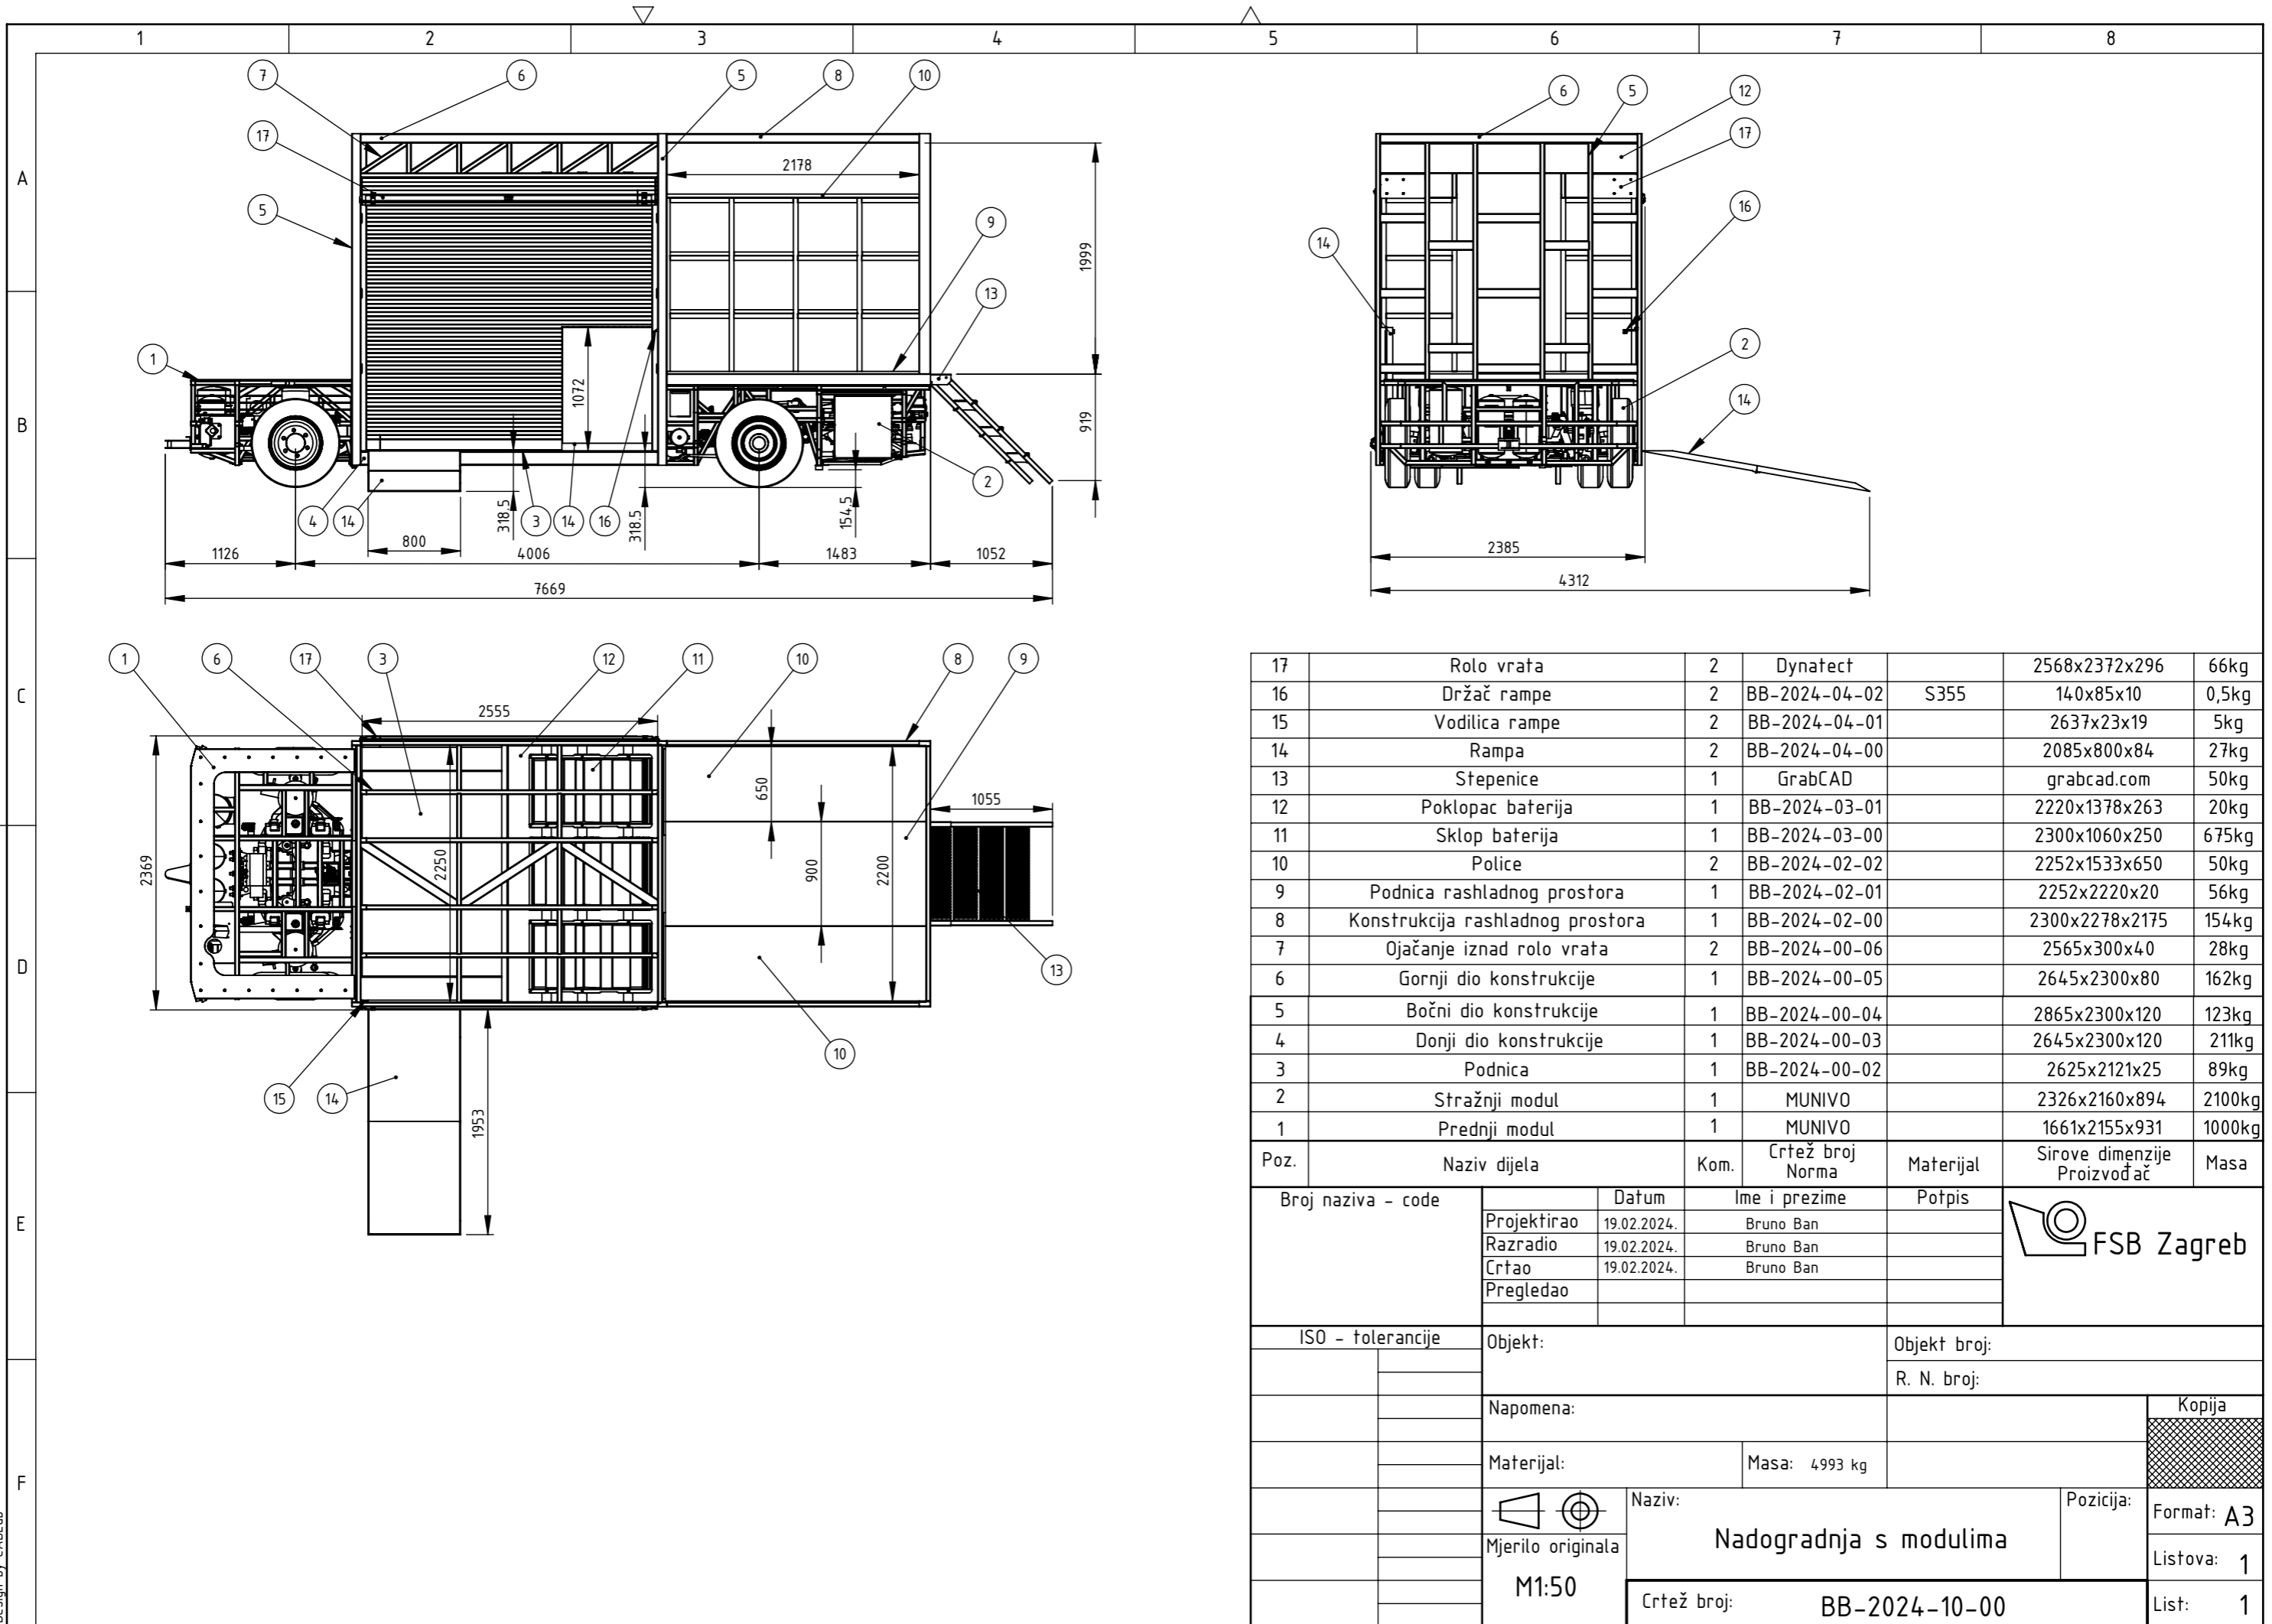 1 2 3 4 5 6 7 8
A
B
C
D
E
F
7 6 5 8 10
17
5
9
13
1
2178
1999
919
1072
318.5
318.5
154,5
4 14 3 14 16 2
800
1126 4006 1483 1052
7669
6 5 12
17
16
14
2
14
2385
4312
1 6 17 3 12 11 10 8 9
2555
2369
2250
650
900
2200
1055
13
10
15 14
1953
17 Rolo vrata 2 Dynatect 2568x2372x296 66kg
16 Držač rampe 2 BB-2024-04-02 S355 140x85x10 0,5kg
15 Vodilica rampe 2 BB-2024-04-01 2637x23x19 5kg
14 Rampa 2 BB-2024-04-00 2085x800x84 27kg
13 Stepenice 1 GrabCAD grabcad.com 50kg
12 Poklopac baterija 1 BB-2024-03-01 2220x1378x263 20kg
11 Sklop baterija 1 BB-2024-03-00 2300x1060x250 675kg
10 Police 2 BB-2024-02-02 2252x1533x650 50kg
9 Podnica rashladnog prostora 1 BB-2024-02-01 2252x2220x20 56kg
8 Konstrukcija rashladnog prostora 1 BB-2024-02-00 2300x2278x2175 154kg
7 Ojačanje iznad rolo vrata 2 BB-2024-00-06 2565x300x40 28kg
6 Gornji dio konstrukcije 1 BB-2024-00-05 2645x2300x80 162kg
5 Bočni dio konstrukcije 1 BB-2024-00-04 2865x2300x120 123kg
4 Donji dio konstrukcije 1 BB-2024-00-03 2645x2300x120 211kg
3 Podnica 1 BB-2024-00-02 2625x2121x25 89kg
2 Stražnji modul 1 MUNIVO 2326x2160x894 2100kg
1 Prednji modul 1 MUNIVO 1661x2155x931 1000kg
Poz. Naziv dijela Kom. Crtež broj Norma Materijal Sirove dimenzije Proizvođač Masa
Broj naziva - code
Datum Ime i prezime Potpis
Projektirao 19.02.2024. Bruno Ban
Razradio 19.02.2024. Bruno Ban
Crtao 19.02.2024. Bruno Ban
Pregledao
FSB Zagreb
ISO - tolerancije
Objekt:
Objekt broj:
R. N. broj:
Napomena:
Kopija
Materijal:
Masa: 4993 kg
Naziv:
Nadogradnja s modulima
Pozicija:
Format: A3
Mjerilo originala
M1:50
Listova: 1
Crtež broj: BB-2024-10-00
List: 1